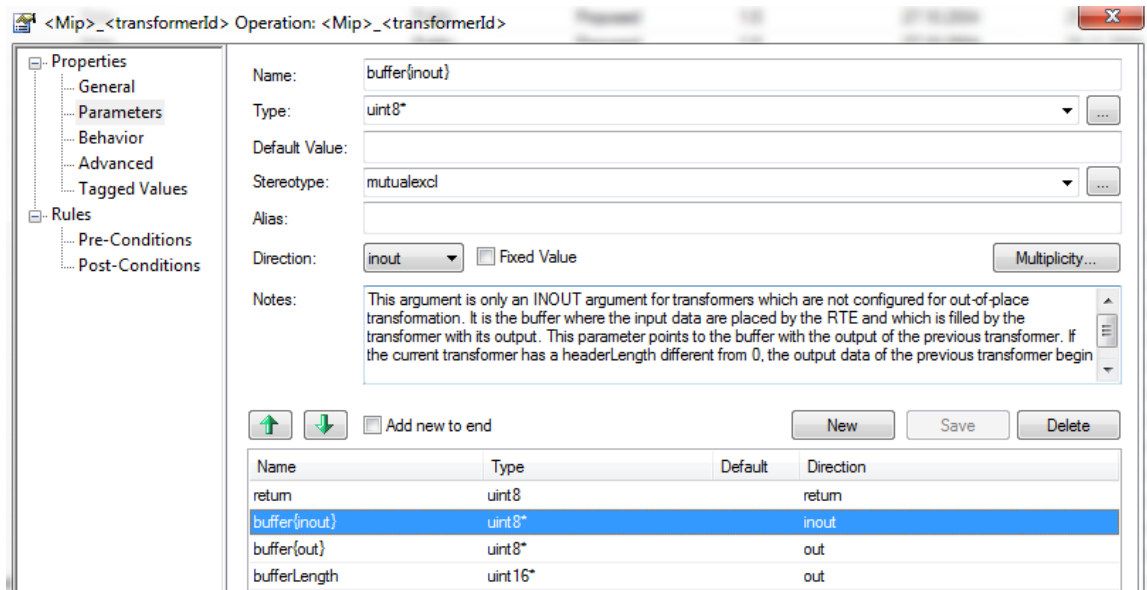 <Mip>_<transformerId> Operation: <Mip>_<transformerId>
Properties
General
Parameters
Behavior
Advanced
Tagged Values
Rules
Pre-Conditions
Post-Conditions
Name: buffer{inout}
Type: uint8* ...
Default Value:
Stereotype: mutualexcl ...
Alias:
Direction: inout Fixed Value Multiplicity...
Notes: This argument is only an INOUT argument for transformers which are not configured for out-of-place
transformation. It is the buffer where the input data are placed by the RTE and which is filled by the
transformer with its output. This parameter points to the buffer with the output of the previous transformer. If
the current transformer has a headerLength different from 0, the output data of the previous transformer begin
Add new to end New Save Delete
Name Type Default Direction
return uint8 return
buffer{inout} uint8* inout
buffer{out} uint8* out
bufferLength uint16* out